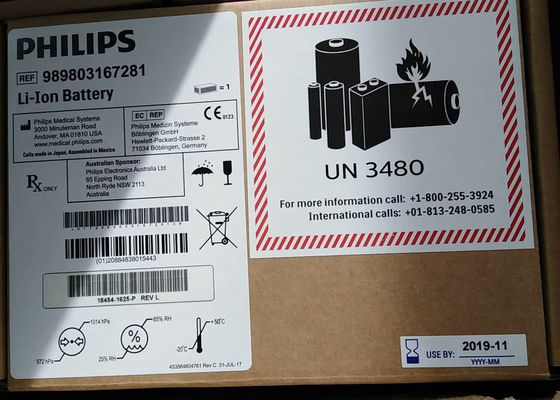 PHILIPS
REF 989803167281
Li-Ion Battery
= 1
Philips Medical Systems
3000 Minuteman Road
Andover, MA 01810 USA
www.medical.philips.com
Cells made in Japan, Assembled in Mexico
EC REP
Philips Medizin Systeme
Böblingen GmbH
Hewlett-Packard-Strasse 2
71034 Böblingen, Germany
CE 0123
Rx ONLY
Australian Sponsor:
Philips Electronics Australia Ltd
65 Epping Road
North Ryde NSW 2113
Australia
(01)20884838015443
18454-1625-P REV L
1014 hPa
572 hPa
85% RH
%
25% RH
+50°C
-20°C
453564804761 Rev C 31-JUL-17
UN 3480
For more information call: +1-800-255-3924
International calls: +01-813-248-0585
USE BY:
2019-11
YYYY-MM